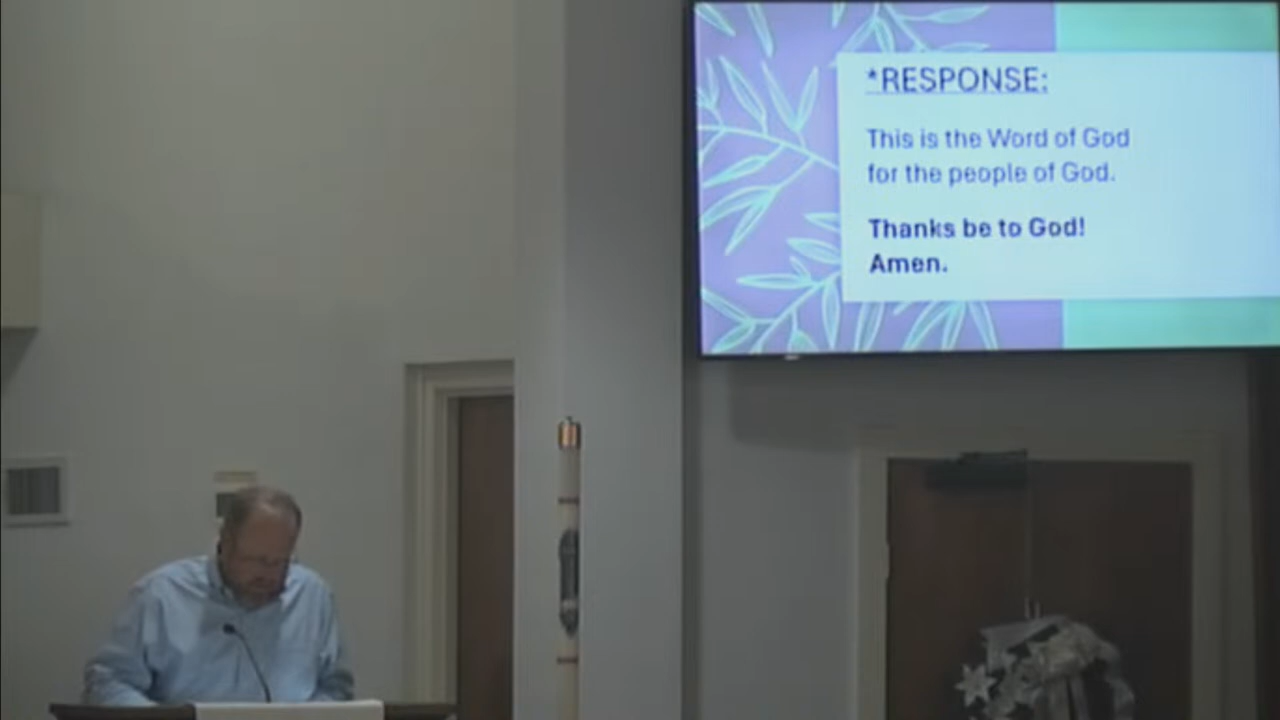 *RESPONSE:
This is the Word of God
for the people of God.
Thanks be to God!
Amen.